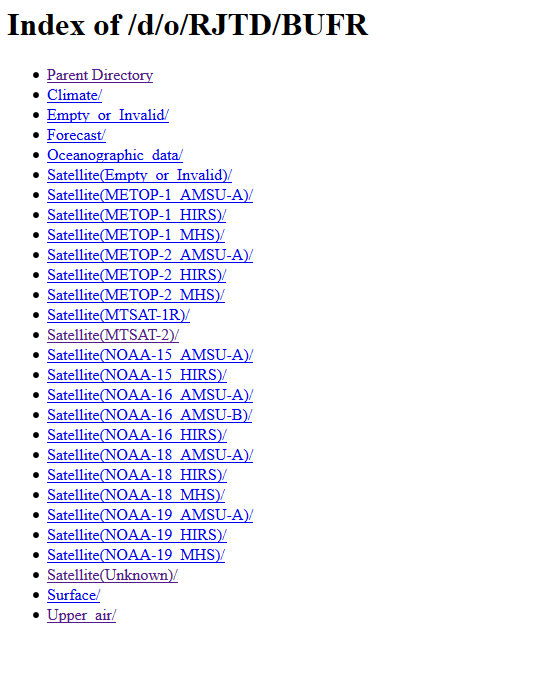 Index of /d/o/RJTD/BUFR
Parent Directory
Climate/
Empty_or_Invalid/
Forecast/
Oceanographic_data/
Satellite(Empty_or_Invalid)/
Satellite(METOP-1_AMSU-A)/
Satellite(METOP-1_HIRS)/
Satellite(METOP-1_MHS)/
Satellite(METOP-2_AMSU-A)/
Satellite(METOP-2_HIRS)/
Satellite(METOP-2_MHS)/
Satellite(MTSAT-1R)/
Satellite(MTSAT-2)/
Satellite(NOAA-15_AMSU-A)/
Satellite(NOAA-15_HIRS)/
Satellite(NOAA-16_AMSU-A)/
Satellite(NOAA-16_AMSU-B)/
Satellite(NOAA-16_HIRS)/
Satellite(NOAA-18_AMSU-A)/
Satellite(NOAA-18_HIRS)/
Satellite(NOAA-18_MHS)/
Satellite(NOAA-19_AMSU-A)/
Satellite(NOAA-19_HIRS)/
Satellite(NOAA-19_MHS)/
Satellite(Unknown)/
Surface/
Upper_air/